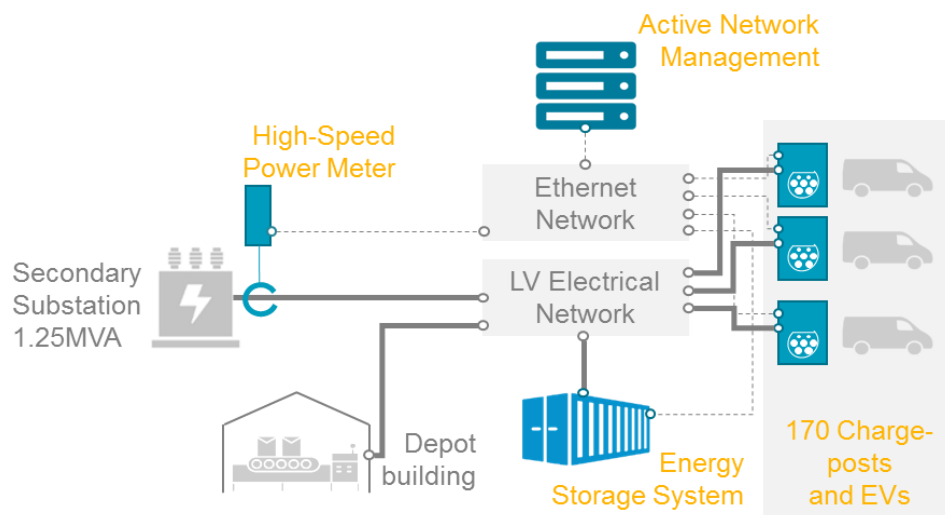 Active Network
Management
High-Speed
Power Meter
Ethernet
Network
Secondary
Substation
1.25MVA
LV Electrical
Network
Depot
building
Energy
Storage System
170 Charge-
posts
and EVs